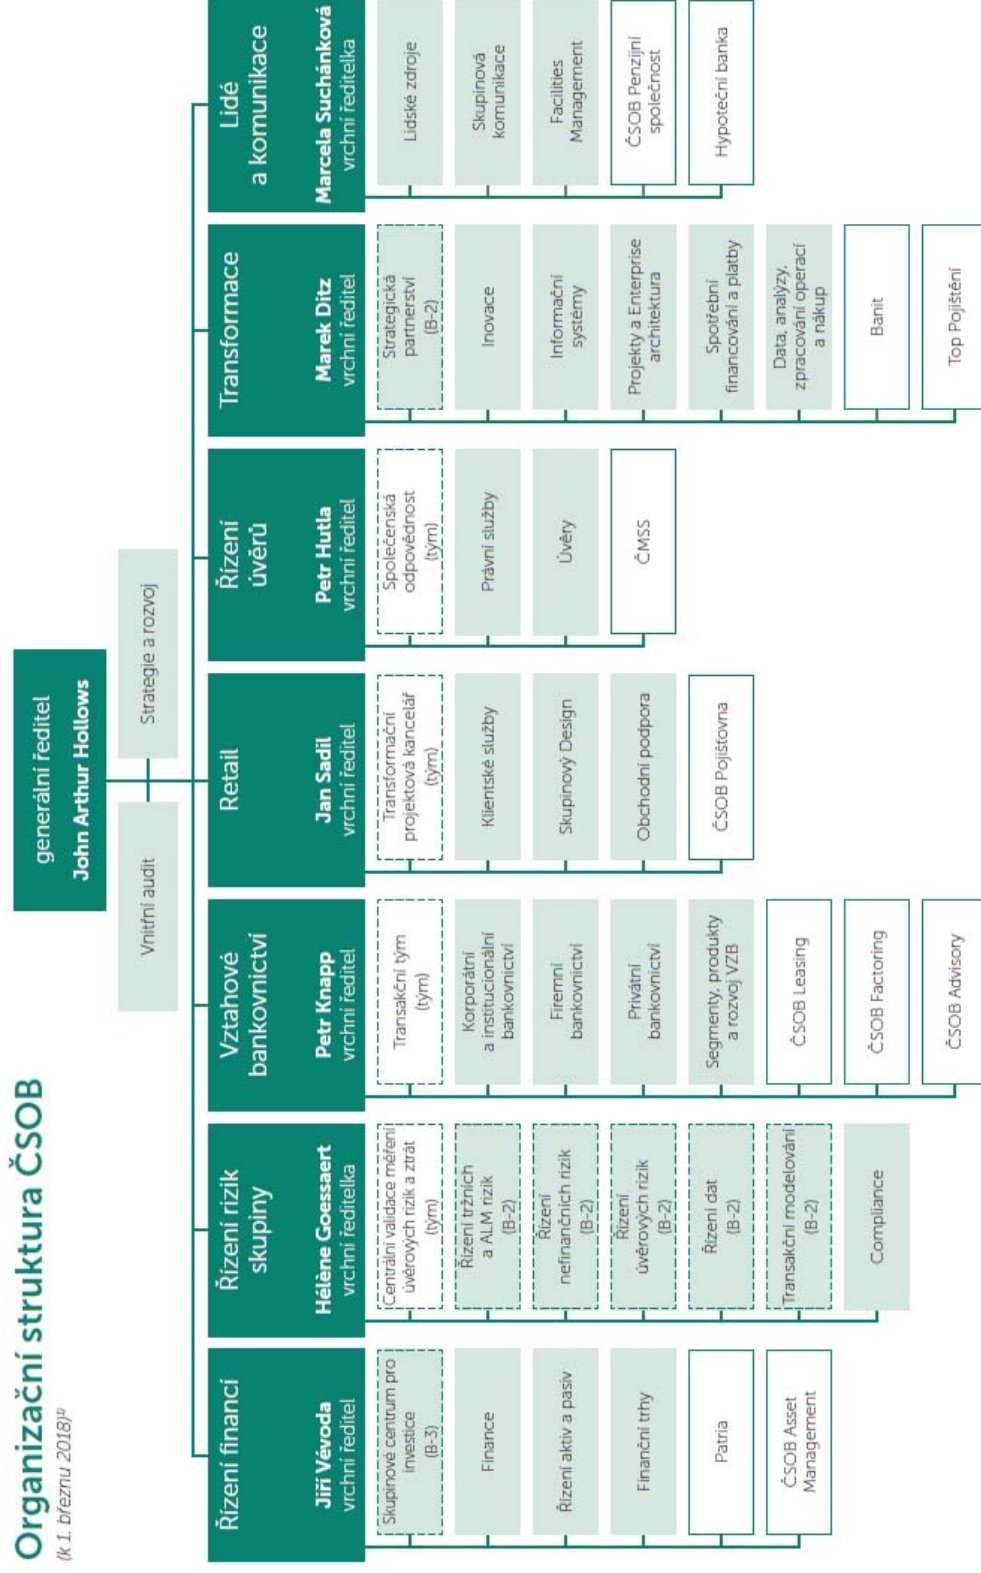 Organizační struktura ČSOB
(k 1. březnu 2018)¹⁾
generální ředitel
John Arthur Hollows
Vnitřní audit
Strategie a rozvoj
Řízení financí
Jiří Vévoda
vrchní ředitel
Skupinové centrum pro
investice
(B-3)
Finance
Řízení aktiv a pasiv
Finanční trhy
Patria
ČSOB Asset
Management
Řízení rizik
skupiny
Hélène Goessaert
vrchní ředitelka
Centrální validace měření
úvěrových rizik a ztrát
(tým)
Řízení tržních
a ALM rizik
(B-2)
Řízení
nefinančních rizik
(B-2)
Řízení
úvěrových rizik
(B-2)
Řízení dat
(B-2)
Transakční modelování
(B-2)
Compliance
Vztahové
bankovnictví
Petr Knapp
vrchní ředitel
Transakční tým
(tým)
Korporátní
a institucionální
bankovnictví
Firemní
bankovnictví
Privátní
bankovnictví
Segmenty, produkty
a rozvoj VZB
ČSOB Leasing
ČSOB Factoring
ČSOB Advisory
Retail
Jan Sadil
vrchní ředitel
Transformační
projektová kancelář
(tým)
Klientské služby
Skupinový Design
Obchodní podpora
ČSOB Pojišťovna
Řízení
úvěrů
Petr Hutla
vrchní ředitel
Společenská
odpovědnost
(tým)
Právní služby
Úvěry
ČMSS
Transformace
Marek Ditz
vrchní ředitel
Strategická
partnerství
(B-2)
Inovace
Informační
systémy
Projekty a Enterprise
architektura
Spotřební
financování a platby
Data, analýzy,
zpracování operací
a nákup
Banit
Top Pojištění
Lidé
a komunikace
Marcela Suchánková
vrchní ředitelka
Lidské zdroje
Skupinová
komunikace
Facilities
Management
ČSOB Penzijní
společnost
Hypoteční banka